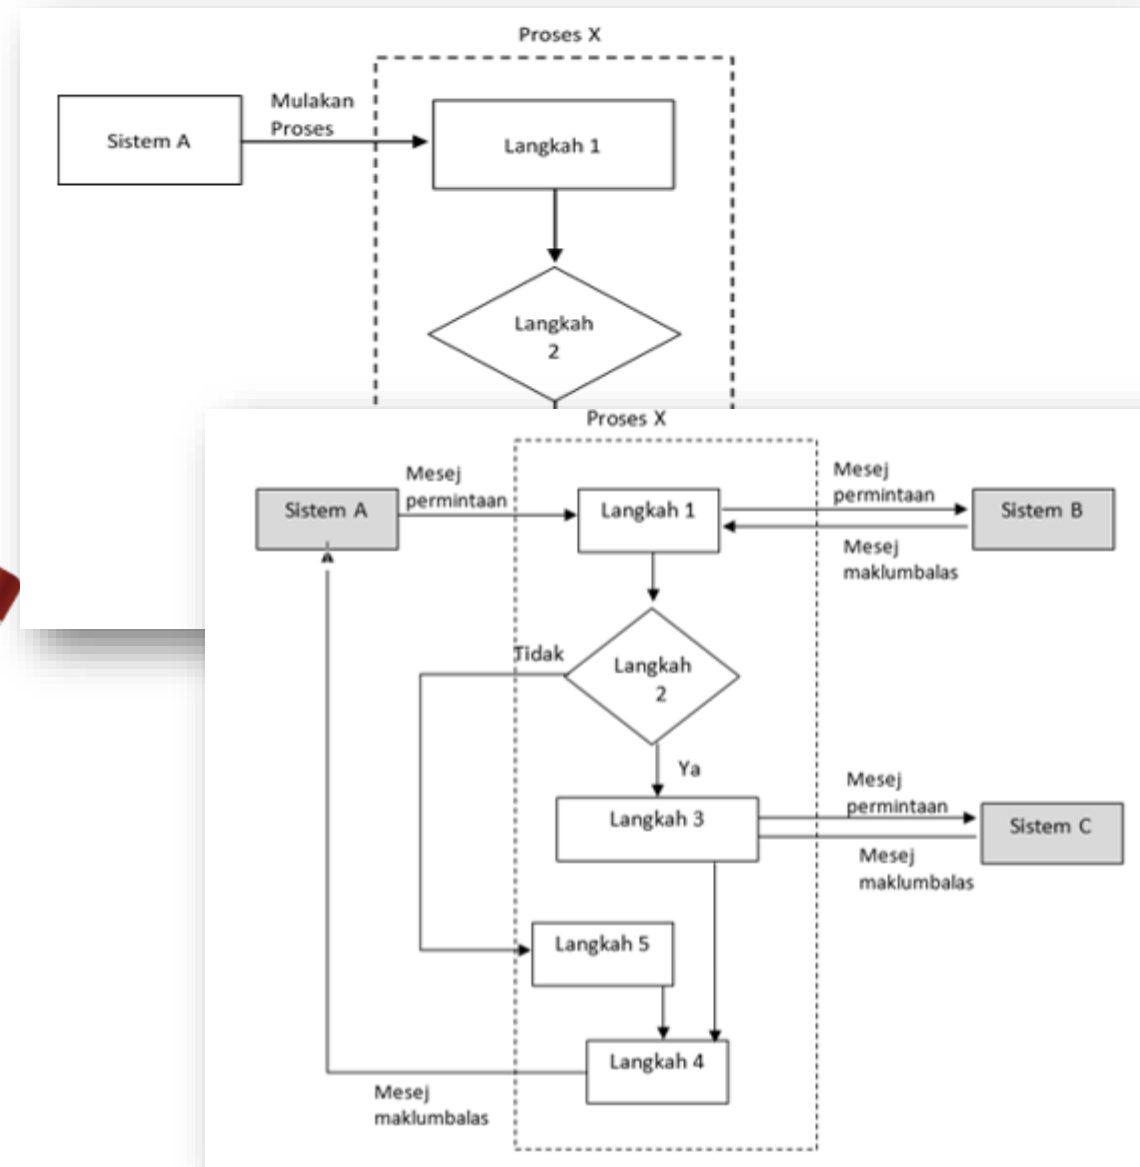 Proses X
Mulakan
Proses
Sistem A
Langkah 1
Langkah
2
Proses X
Mesej
permintaan
Mesej
permintaan
Sistem A
Langkah 1
Sistem B
Mesej
maklumbalas
Tidak
Langkah
2
Ya
Mesej
permintaan
Langkah 3
Sistem C
Mesej
maklumbalas
Langkah 5
Langkah 4
Mesej
maklumbalas